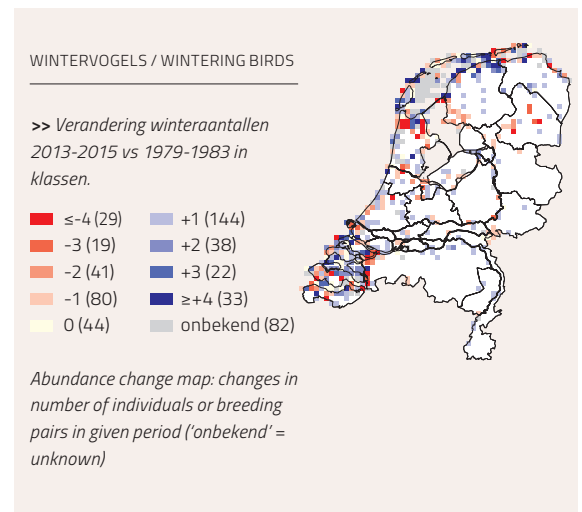 WINTERVOGELS / WINTERING BIRDS
>> Verandering winteraantallen
2013-2015 vs 1979-1983 in
klassen.
≤-4 (29)
-3 (19)
-2 (41)
-1 (80)
0 (44)
+1 (144)
+2 (38)
+3 (22)
≥+4 (33)
onbekend (82)
Abundance change map: changes in
number of individuals or breeding
pairs in given period (‘onbekend’ =
unknown)